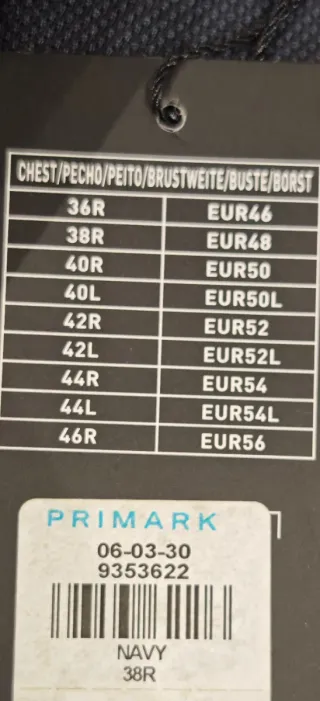 CHEST/PECHO/PEITO/BRUSTWEITE/BUSTE/BORST
36R EUR46
38R EUR48
40R EUR50
40L EUR50L
42R EUR52
42L EUR52L
44R EUR54
44L EUR54L
46R EUR56
PRIMARK
06-03-30
9353622
NAVY
38R